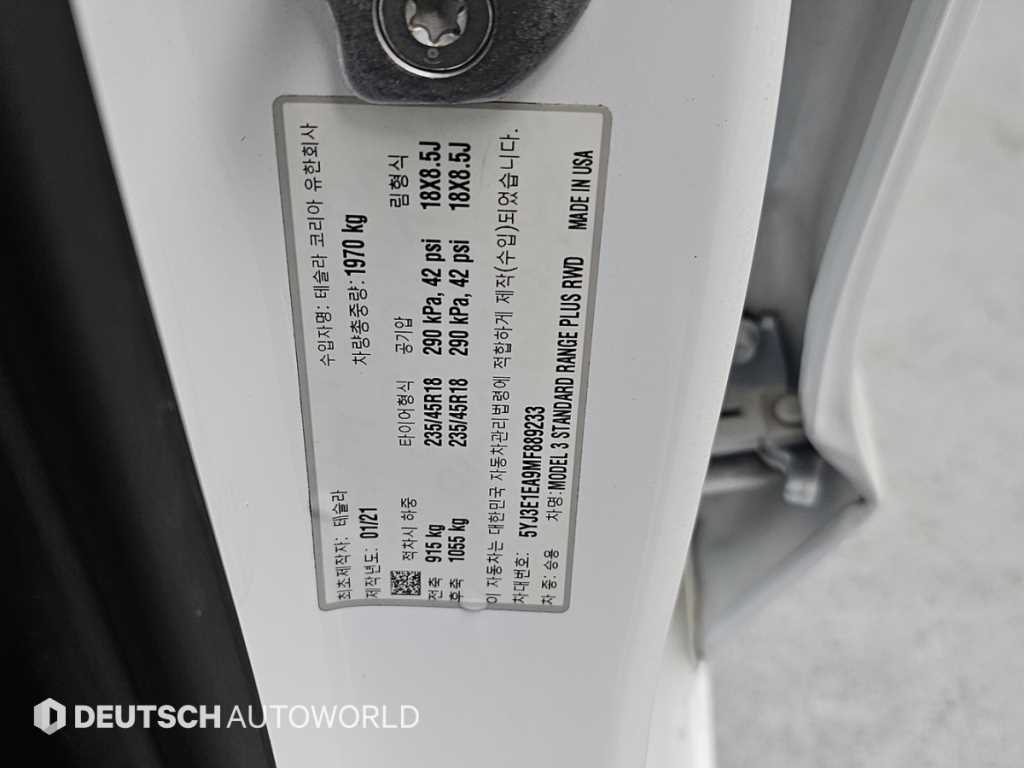 최초제작자: 테슬라 수입자명: 테슬라 코리아 유한회사
제작년도: 01/21 차량총중량: 1970 kg
적차시 하중 타이어형식 공기압 림형식
전축 915 kg 235/45R18 290 kPa, 42 psi 18X8.5J
후축 1055 kg 235/45R18 290 kPa, 42 psi 18X8.5J
이 자동차는 대한민국 자동차관리법령에 적합하게 제작(수입)되었습니다.
차대번호: 5YJ3E1EA9MF889233
차 종: 승용 차명: MODEL 3 STANDARD RANGE PLUS RWD MADE IN USA
DEUTSCH AUTOWORLD